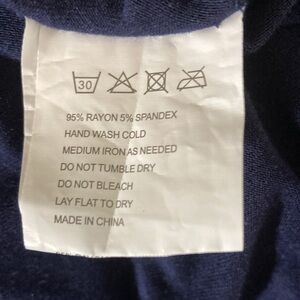 30
95% RAYON 5% SPANDEX
HAND WASH COLD
MEDIUM IRON AS NEEDED
DO NOT TUMBLE DRY
DO NOT BLEACH
LAY FLAT TO DRY
MADE IN CHINA